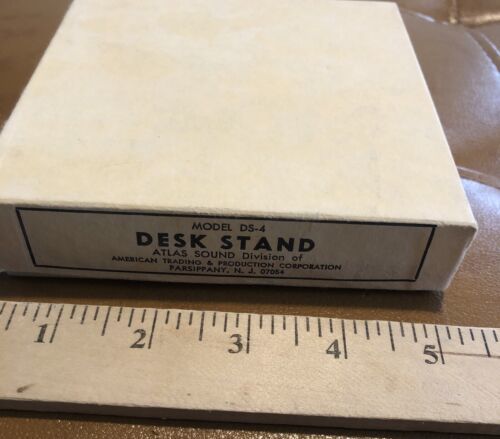 MODEL DS-4
DESK STAND
ATLAS SOUND Division of
AMERICAN TRADING & PRODUCTION CORPORATION
PARSIPPANY, N. J. 07054
1 2 3 4 5